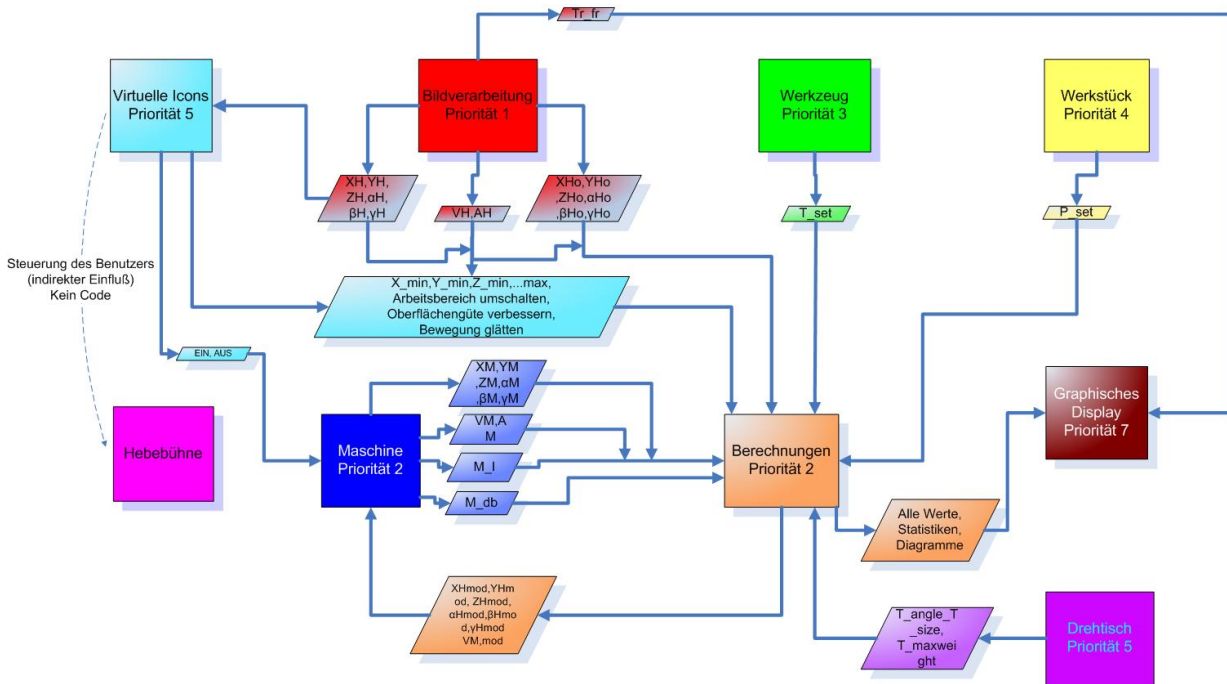 Tr_fr
Virtuelle Icons
Priorität 5
Bildverarbeitung
Priorität 1
Werkzeug
Priorität 3
Werkstück
Priorität 4
XH,YH,
ZH,αH,
βH,γH
VH,AH
XHo,YHo
,ZHo,αHo
,βHo,γHo
T_set
P_set
Steuerung des Benutzers
(indirekter Einfluß)
Kein Code
X_min,Y_min,Z_min,...max,
Arbeitsbereich umschalten,
Oberflächengüte verbessern,
Bewegung glätten
EIN, AUS
XM,YM
,ZM,αM
,βM,γM
VM,A
M
M_I
M_db
Hebebühne
Maschine
Priorität 2
Berechnungen
Priorität 2
Graphisches
Display
Priorität 7
Alle Werte,
Statistiken,
Diagramme
XHmod,YHm
od, ZHmod,
αHmod,βHmo
d,γHmod
VM,mod
T_angle_T
_size,
T_maxwei
ght
Drehtisch
Priorität 5